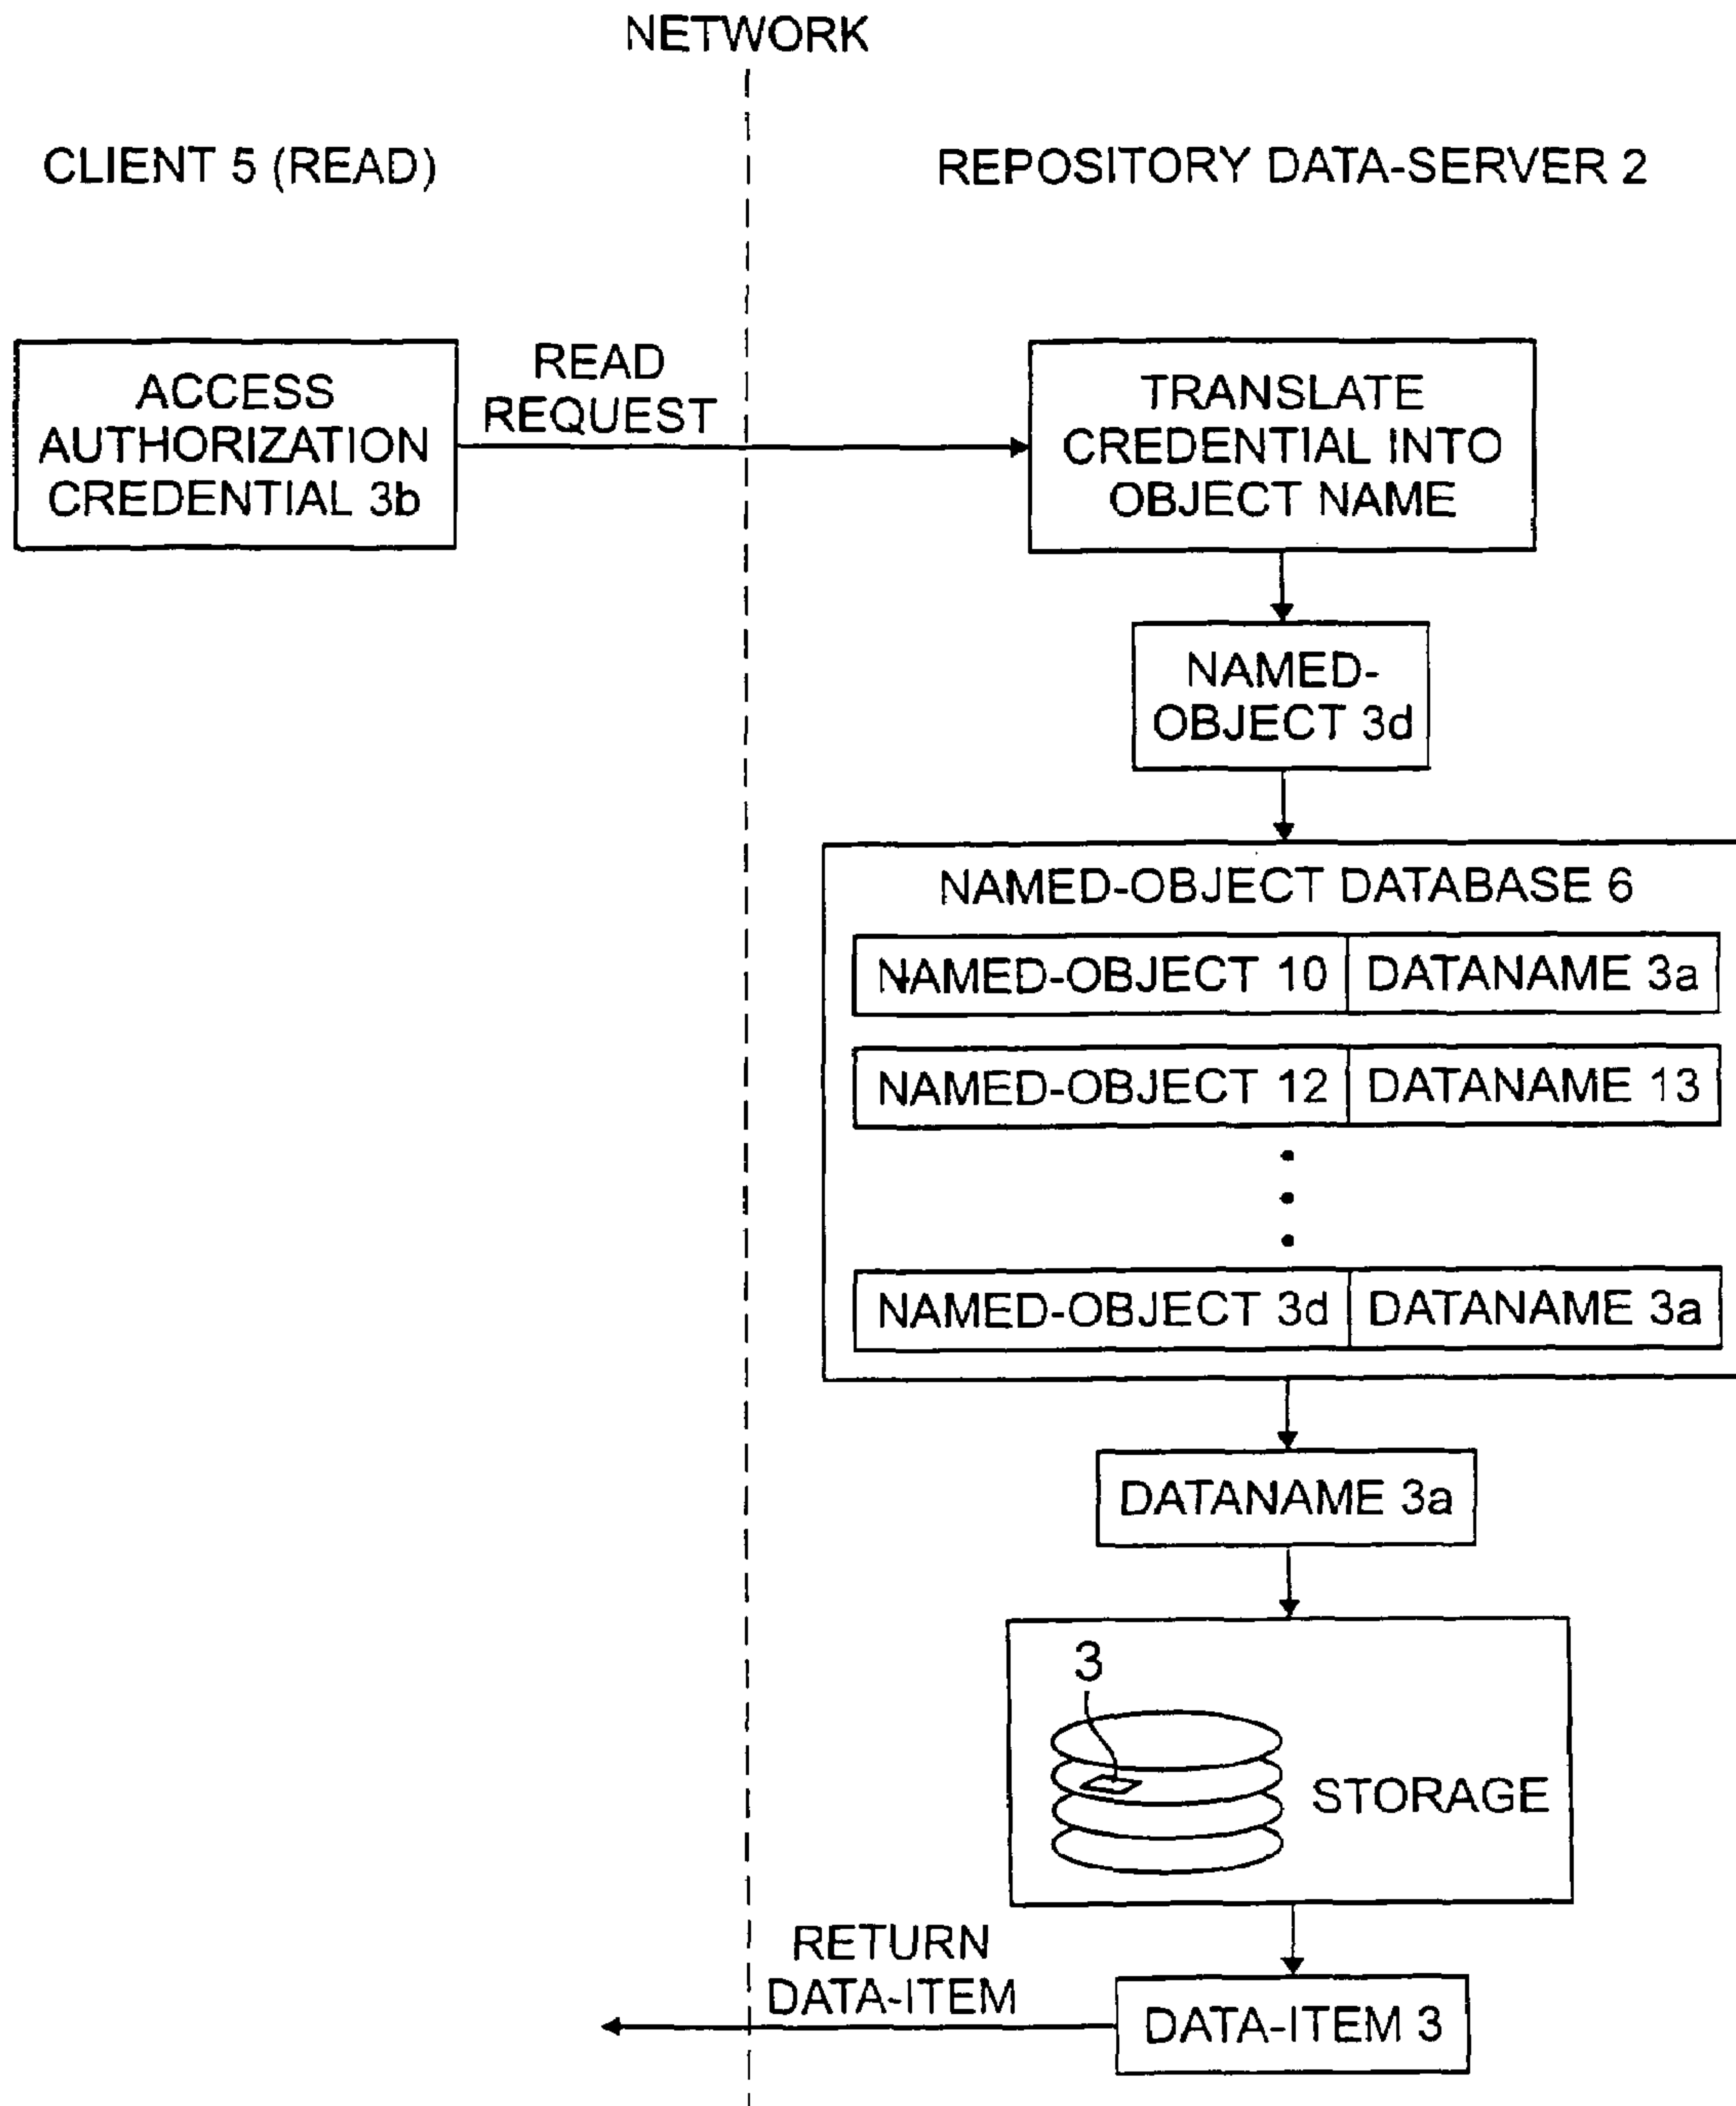 NETWORK
CLIENT 5 (READ)
REPOSITORY DATA-SERVER 2
ACCESS
AUTHORIZATION
CREDENTIAL 3b
READ
REQUEST
TRANSLATE
CREDENTIAL INTO
OBJECT NAME
NAMED-
OBJECT 3d
NAMED-OBJECT DATABASE 6
NAMED-OBJECT 10 DATANAME 3a
NAMED-OBJECT 12 DATANAME 13
NAMED-OBJECT 3d DATANAME 3a
DATANAME 3a
3
STORAGE
RETURN
DATA-ITEM
DATA-ITEM 3